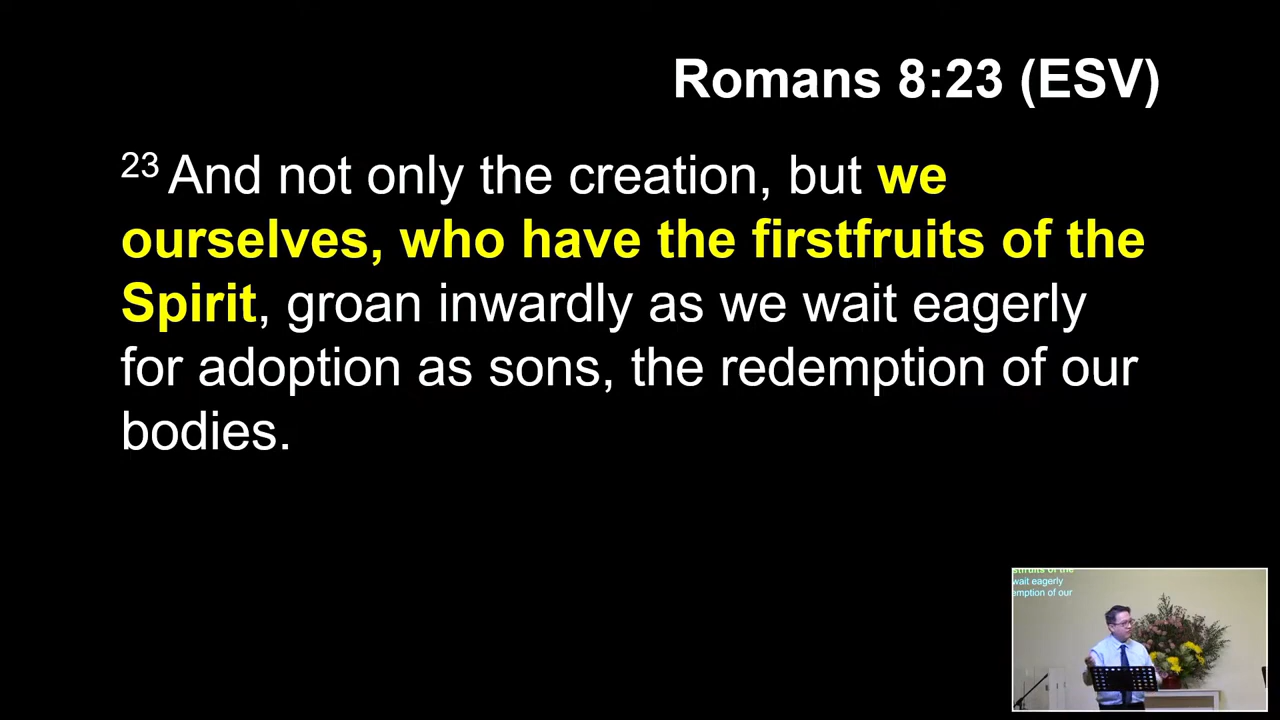 Romans 8:23 (ESV)
23 And not only the creation, but we
ourselves, who have the firstfruits of the
Spirit, groan inwardly as we wait eagerly
for adoption as sons, the redemption of our
bodies.
of the
wait eagerly
of our